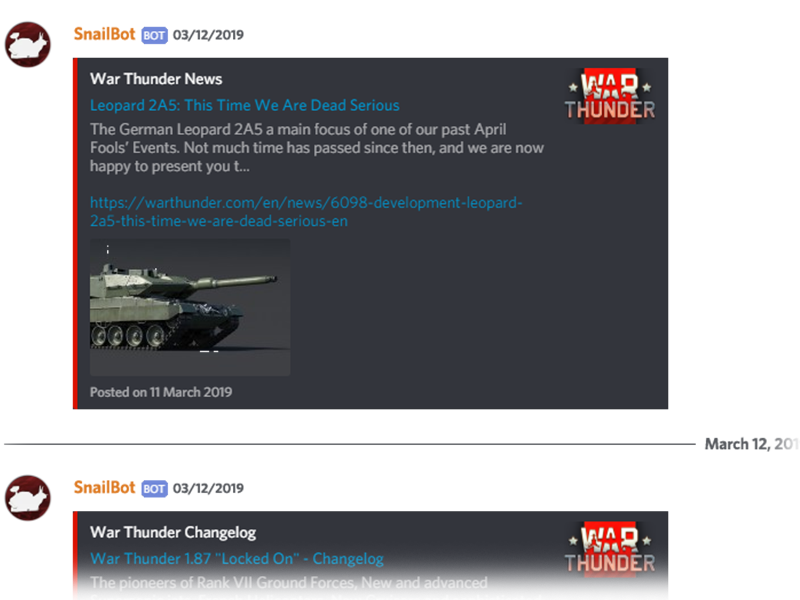 SnailBot BOT 03/12/2019
War Thunder News
WAR
THUNDER
Leopard 2A5: This Time We Are Dead Serious
The German Leopard 2A5 a main focus of one of our past April
Fools' Events. Not much time has passed since then, and we are now
happy to present you t...
https://warthunder.com/en/news/6098-development-leopard-
2a5-this-time-we-are-dead-serious-en
;
Posted on 11 March 2019
March 12, 201
SnailBot BOT 03/12/2019
War Thunder Changelog
WAR
THUNDER
War Thunder 1.87 "Locked On" - Changelog
The pioneers of Rank VII Ground Forces, New and advanced